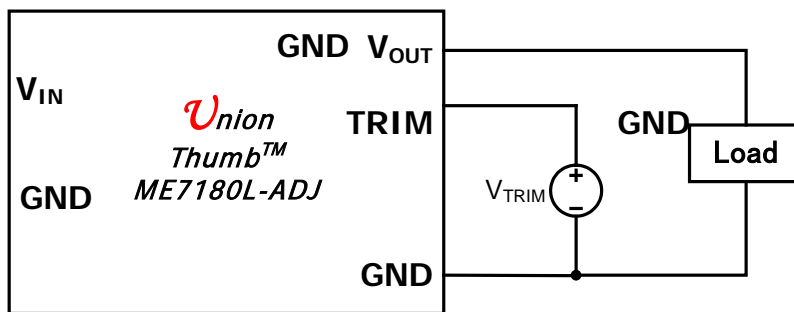 GND VOUT
VIN
Union
Thumb™
ME7180L-ADJ
TRIM
GND
Load
VTRIM
GND
GND